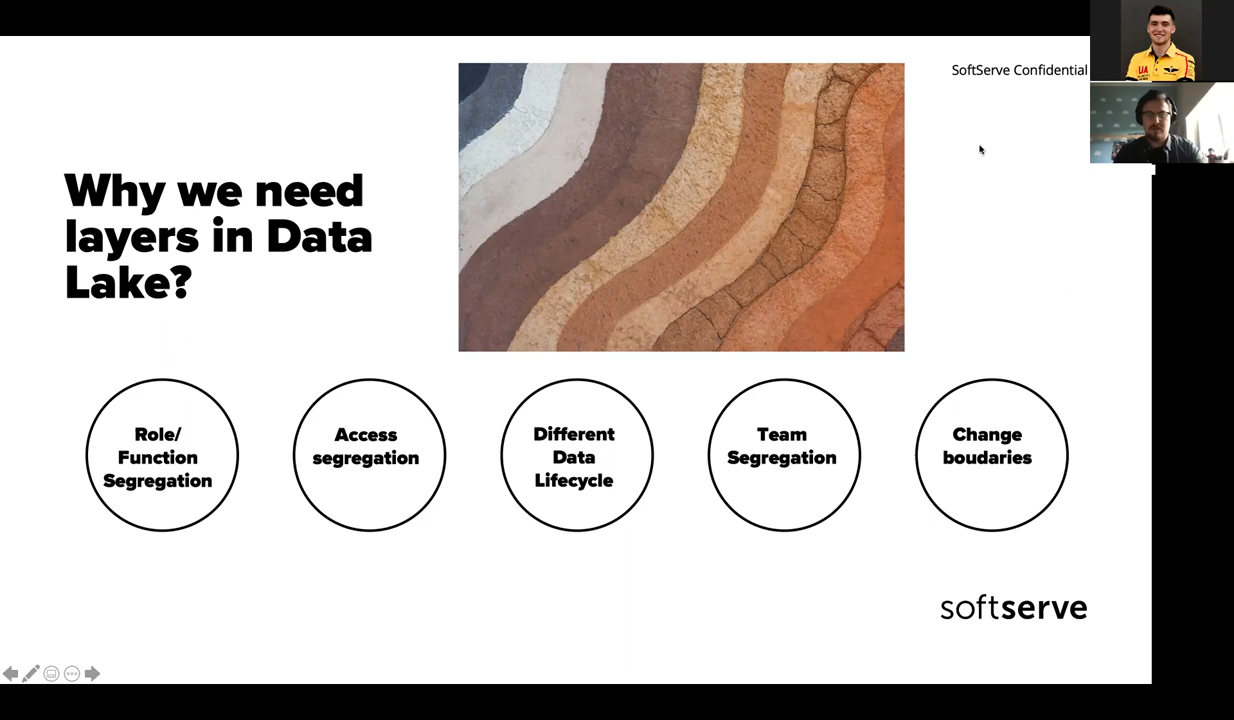 SoftServe Confidential
UA
Why we need
layers in Data
Lake?
Role/
Function
Segregation
Access
segregation
Different
Data
Lifecycle
Team
Segregation
Change
boudaries
softserve